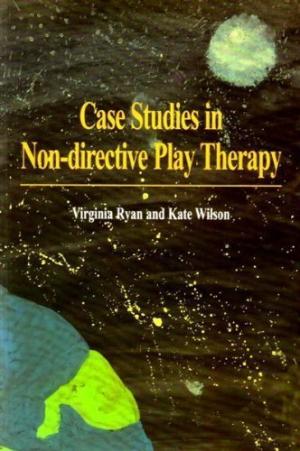 Case Studies in
Non-directive Play Therapy
Virginia Ryan and Kate Wilson